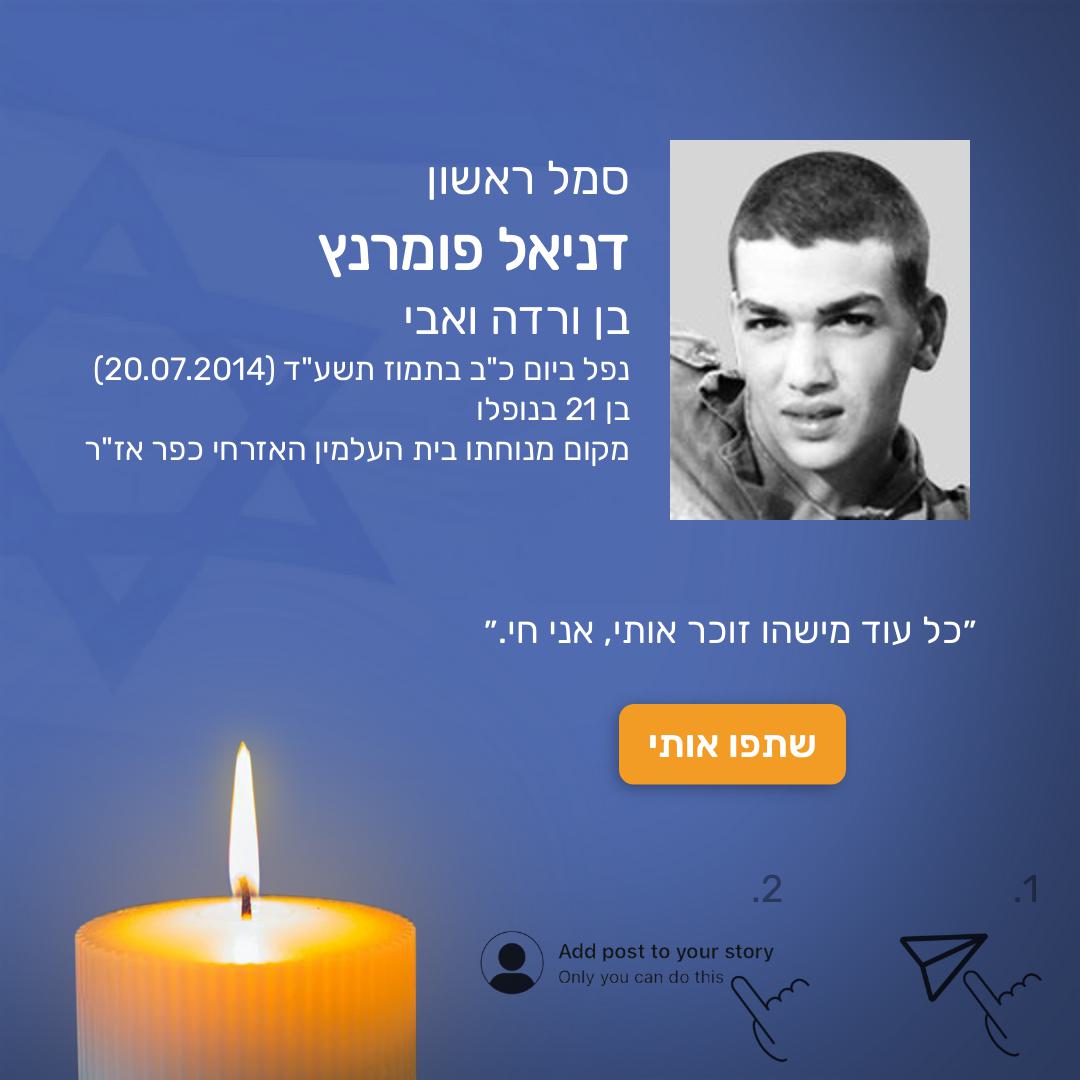 סמל ראשון
דניאל פומרנץ
בן ורדה ואבי
נפל ביום כ"ב בתמוז תשע"ד (20.07.2014)
בן 21 בנופלו
מקום מנוחתו בית העלמין האזרחי כפר אז"ר
״כל עוד מישהו זוכר אותי, אני חי.״
שתפו אותי
.1
.2
Add post to your story
Only you can do this